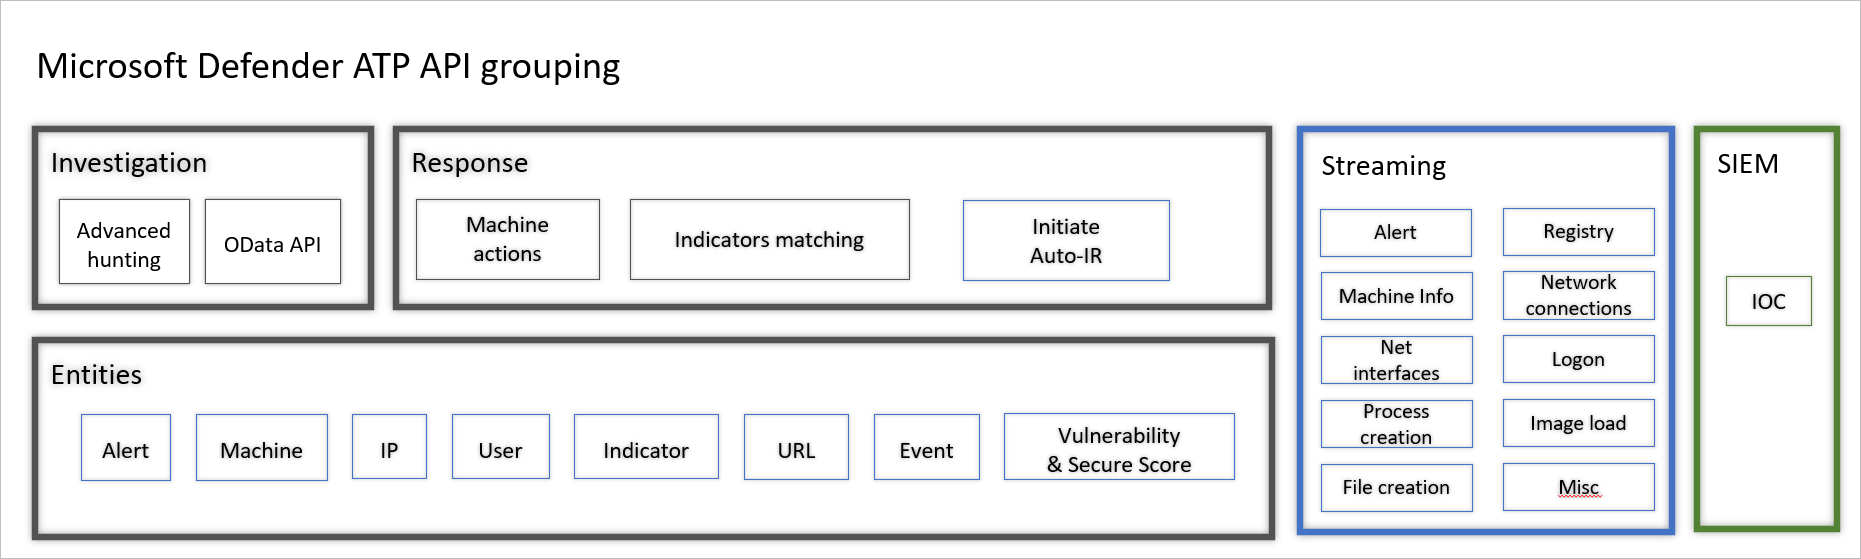 Microsoft Defender ATP API grouping
Investigation
Advanced
hunting
OData API
Response
Machine
actions
Indicators matching
Initiate
Auto-IR
Entities
Alert
Machine
IP
User
Indicator
URL
Event
Vulnerability
& Secure Score
Streaming
Alert
Registry
Machine Info
Network
connections
Net
interfaces
Logon
Process
creation
Image load
File creation
Misc
SIEM
IOC